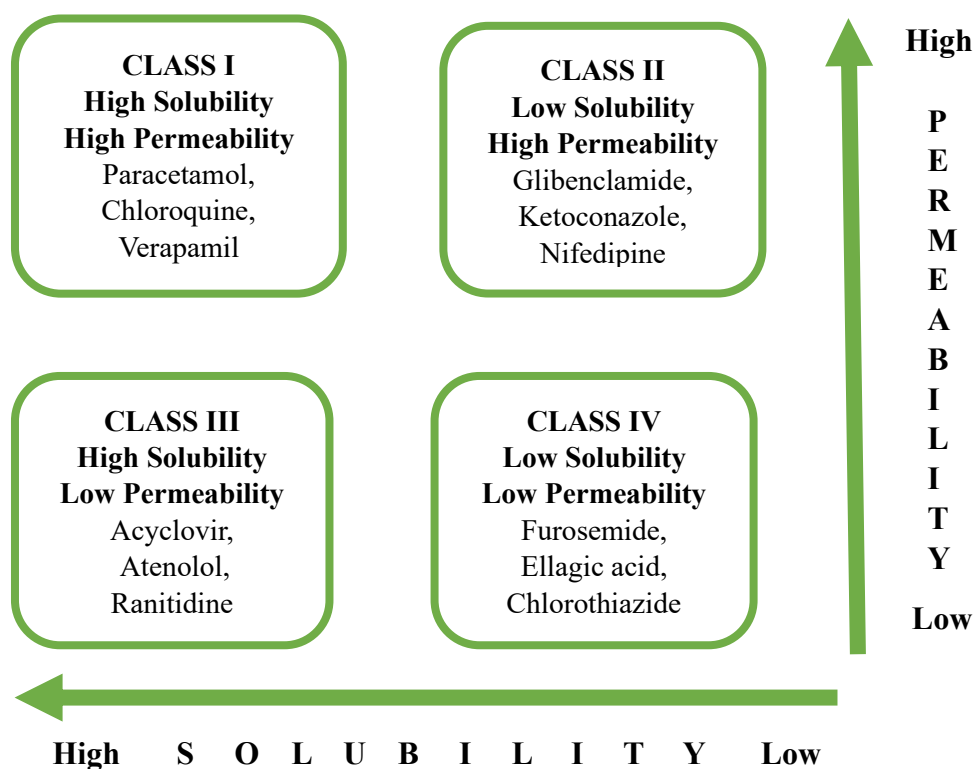 CLASS I
High Solubility
High Permeability
Paracetamol,
Chloroquine,
Verapamil
CLASS II
Low Solubility
High Permeability
Glibenclamide,
Ketoconazole,
Nifedipine
CLASS III
High Solubility
Low Permeability
Acyclovir,
Atenolol,
Ranitidine
CLASS IV
Low Solubility
Low Permeability
Furosemide,
Ellagic acid,
Chlorothiazide
High
P
E
R
M
E
A
B
I
L
I
T
Y
Low
High S O L U B I L I T Y Low